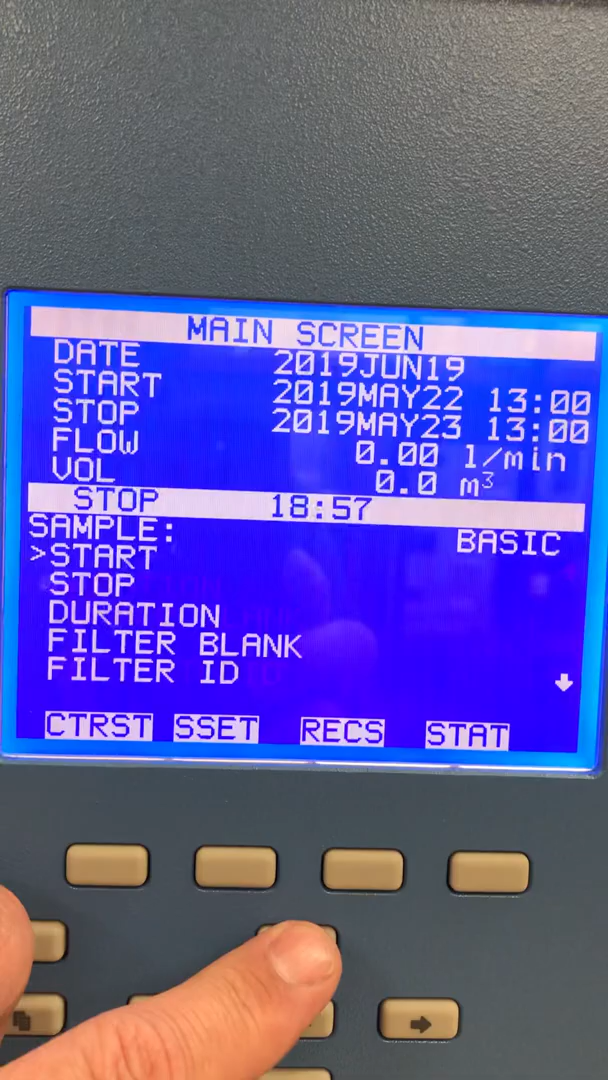 MAIN SCREEN
DATE 2019JUN19
START 2019MAY22 13:00
STOP 2019MAY23 13:00
FLOW 0.00 l/min
VOL 0.0 m³
STOP 18:57
SAMPLE: BASIC
>START
STOP
DURATION
FILTER BLANK
FILTER ID
CTRST SSET RECS STAT